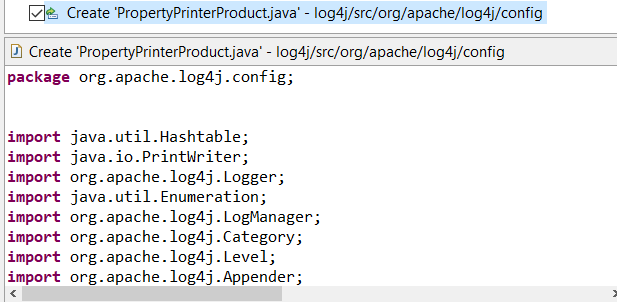 Create 'PropertyPrinterProduct.java' - log4j/src/org/apache/log4j/config
Create 'PropertyPrinterProduct.java' - log4j/src/org/apache/log4j/config
package org.apache.log4j.config;
import java.util.Hashtable;
import java.io.PrintWriter;
import org.apache.log4j.Logger;
import java.util.Enumeration;
import org.apache.log4j.LogManager;
import org.apache.log4j.Category;
import org.apache.log4j.Level;
import org.apache.log4j.Appender;